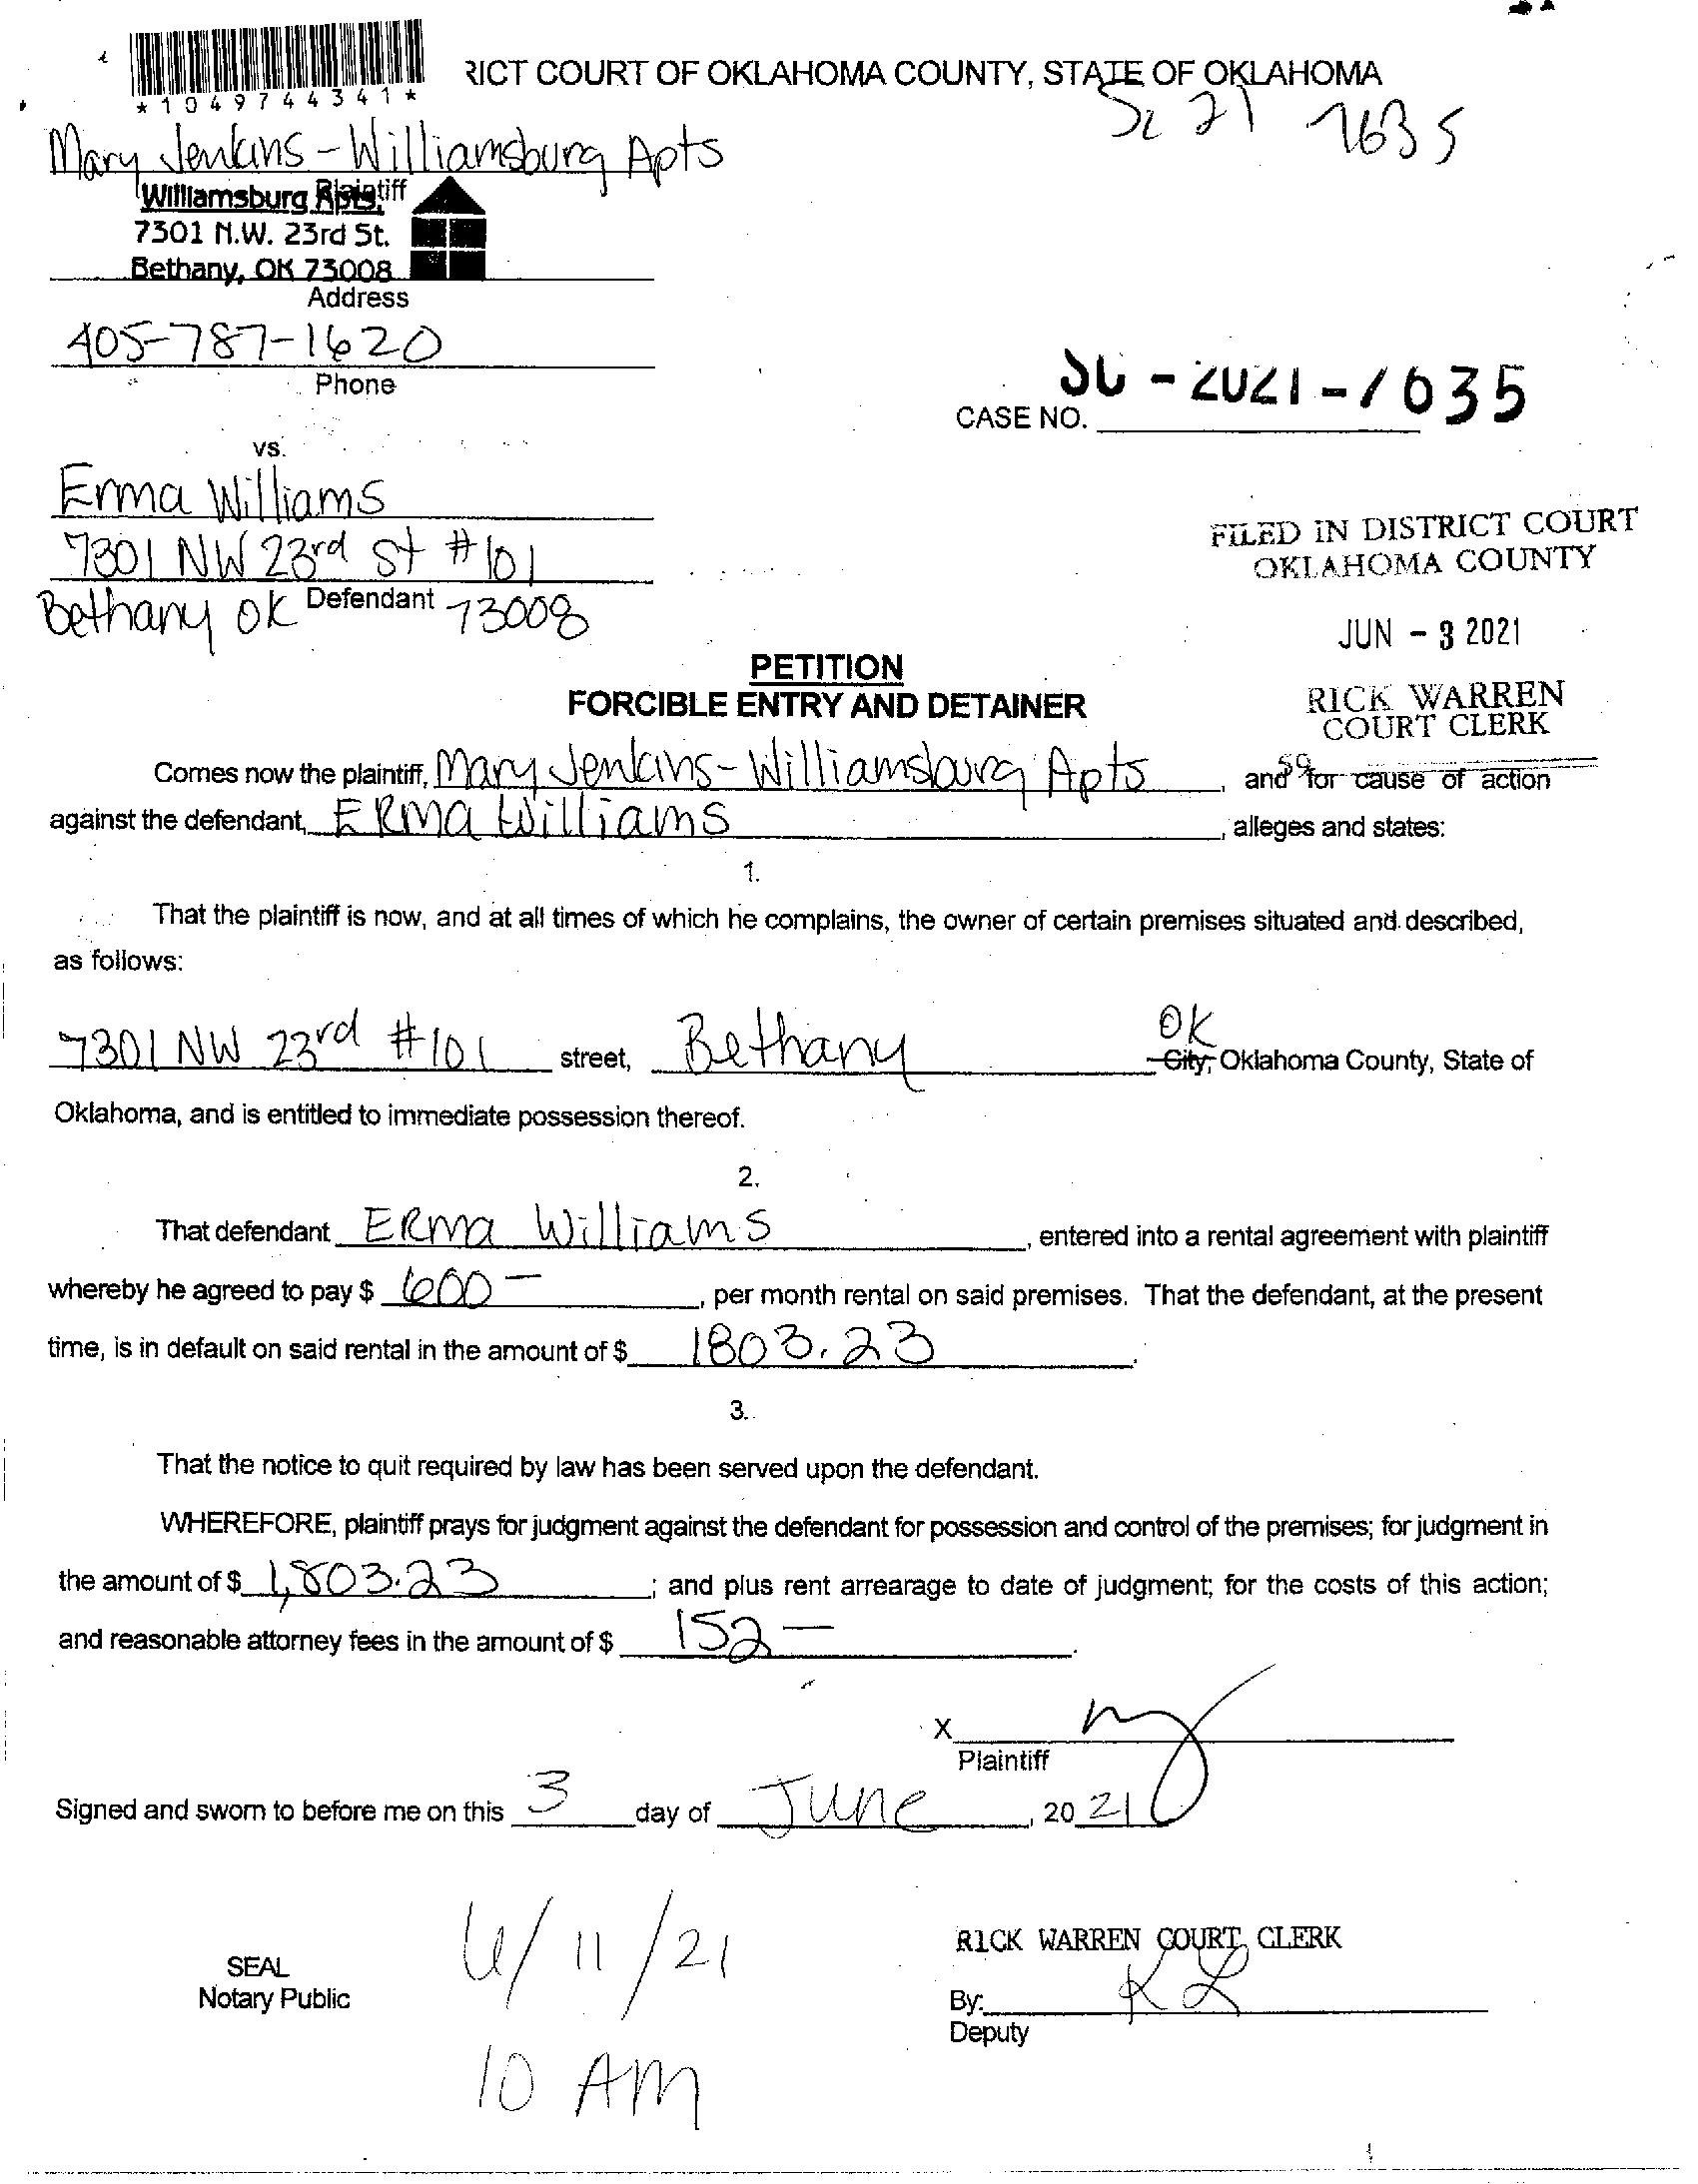 *1049744341*
RICT COURT OF OKLAHOMA COUNTY, STATE OF OKLAHOMA
SC 21 7635
Mary Jenkins - Williamsburg Apts
Plaintiff
Williamsburg Apts.
7301 N.W. 23rd St.
Bethany, OK 73008
Address
405-787-1620
Phone
SC - 2021 - 7635
CASE NO.
vs.
Erma Williams
7301 NW 23rd St #101
Defendant
Bethany OK 73008
FILED IN DISTRICT COURT
OKLAHOMA COUNTY
JUN - 3 2021
RICK WARREN
COURT CLERK
59
PETITION
FORCIBLE ENTRY AND DETAINER
Comes now the plaintiff, Mary Jenkins - Williamsburg Apts, and for cause of action
against the defendant, ERMA Williams, alleges and states:
1.
That the plaintiff is now, and at all times of which he complains, the owner of certain premises situated and described,
as follows:
7301 NW 23rd #101 street, Bethany OK City, Oklahoma County, State of
Oklahoma, and is entitled to immediate possession thereof.
2.
That defendant ERMA Williams, entered into a rental agreement with plaintiff
whereby he agreed to pay $ 600 -, per month rental on said premises. That the defendant, at the present
time, is in default on said rental in the amount of $ 1803.23.
3.
That the notice to quit required by law has been served upon the defendant.
WHEREFORE, plaintiff prays for judgment against the defendant for possession and control of the premises; for judgment in
the amount of $ 1,803.23; and plus rent arrearage to date of judgment; for the costs of this action;
and reasonable attorney fees in the amount of $ 152 -.
X
Plaintiff
Signed and sworn to before me on this 3 day of June, 20 21
6/11/21
10 AM
SEAL
Notary Public
RICK WARREN COURT CLERK
By: KL
Deputy